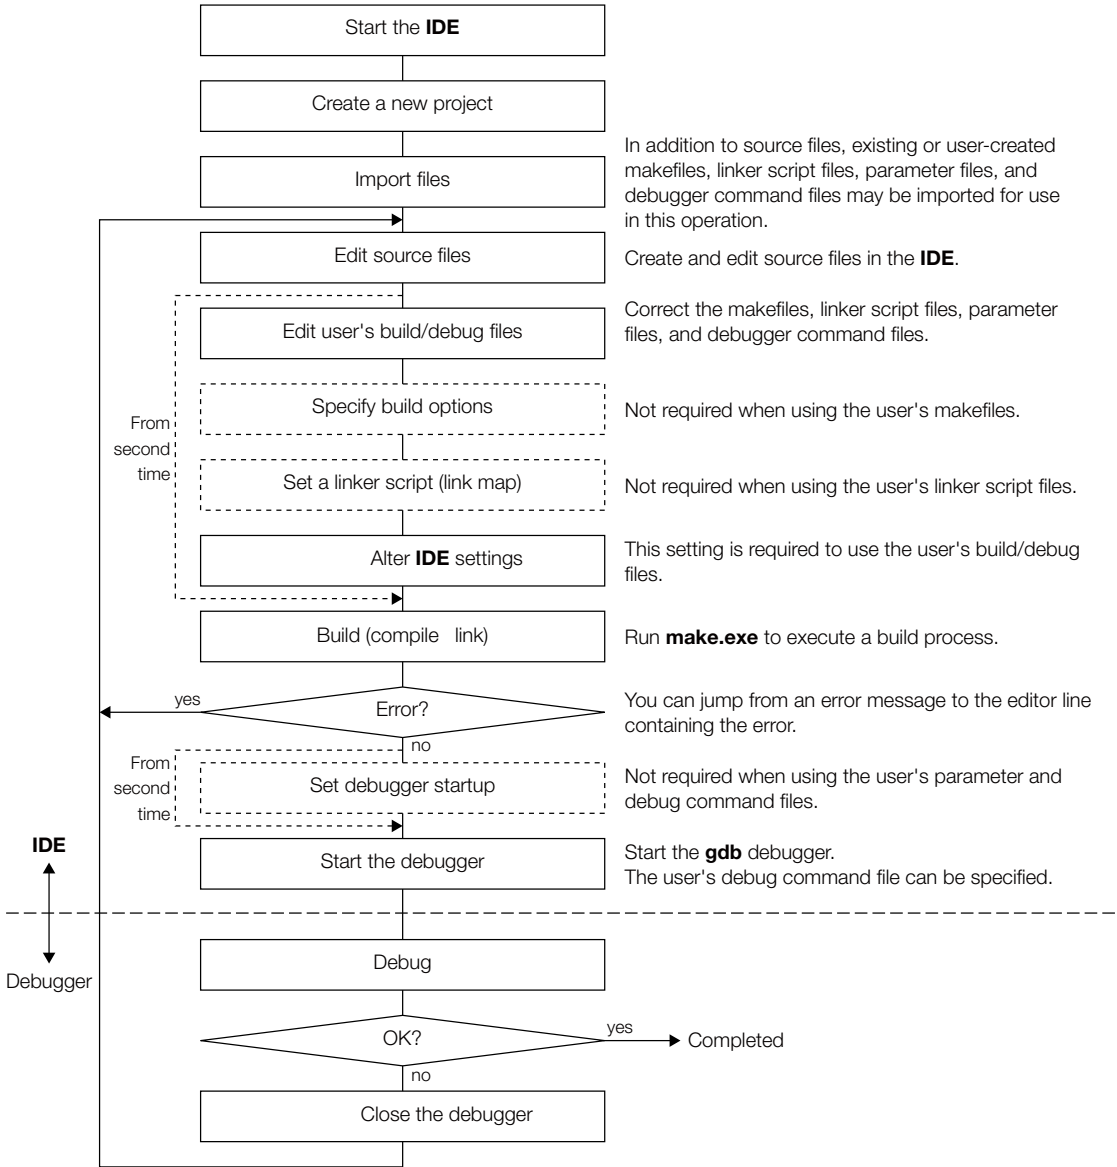 Start the IDE
Create a new project
In addition to source files, existing or user-created
makefiles, linker script files, parameter files, and
debugger command files may be imported for use
in this operation.
Import files
Edit source files
Create and edit source files in the IDE.
Edit user's build/debug files
Correct the makefiles, linker script files, parameter
files, and debugger command files.
Specify build options
Not required when using the user's makefiles.
From
second
time
Set a linker script (link map)
Not required when using the user's linker script files.
Alter IDE settings
This setting is required to use the user's build/debug
files.
Build (compile link)
Run make.exe to execute a build process.
yes
Error?
no
You can jump from an error message to the editor line
containing the error.
From
second
time
Set debugger startup
Not required when using the user's parameter and
debug command files.
IDE
Start the debugger
Start the gdb debugger.
The user's debug command file can be specified.
Debugger
Debug
OK?
yes
Completed
no
Close the debugger